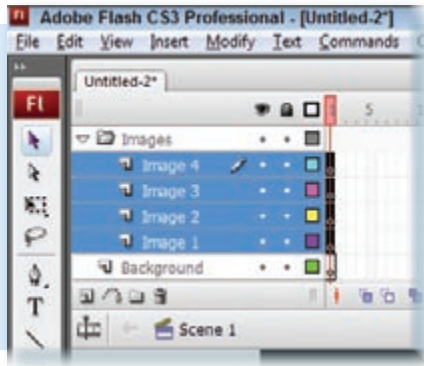 Adobe Flash CS3 Professional - [Untitled-2*]
File Edit View Insert Modify Text Commands
Untitled-2*
Fl
5
Images
Image 4
Image 3
Image 2
Image 1
Background
T
Scene 1